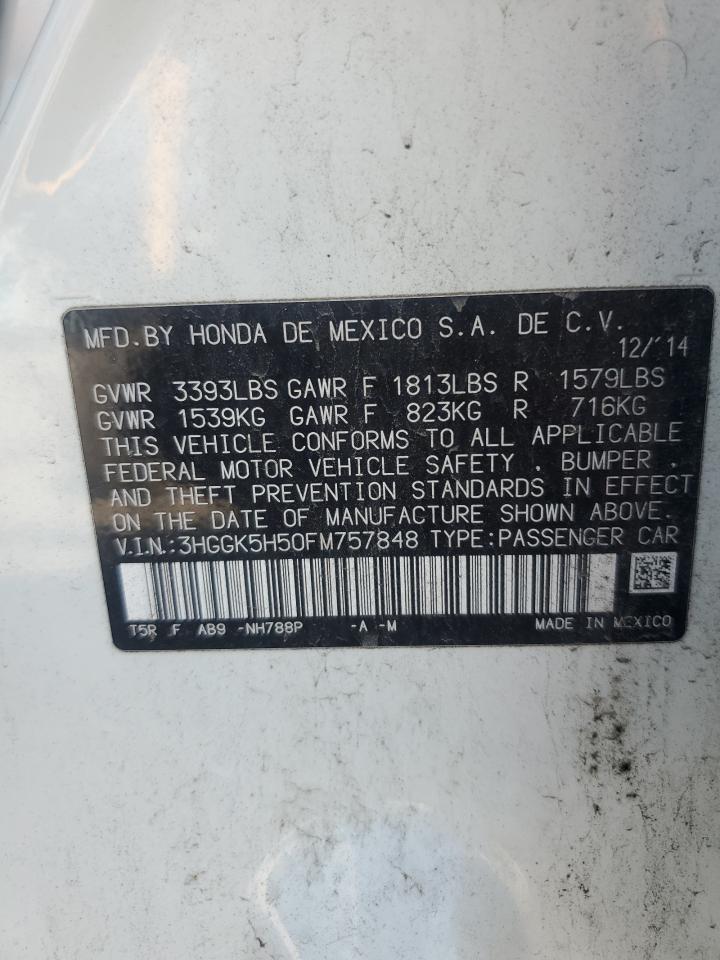 MFD.BY HONDA DE MEXICO S.A. DE C.V.
12/'14
GVWR 3393LBS GAWR F 1813LBS R 1579LBS
GVWR 1539KG GAWR F 823KG R 716KG
THIS VEHICLE CONFORMS TO ALL APPLICABLE
FEDERAL MOTOR VEHICLE SAFETY , BUMPER ,
AND THEFT PREVENTION STANDARDS IN EFFECT
ON THE DATE OF MANUFACTURE SHOWN ABOVE.
V.I.N.:3HGGK5H50FM757848 TYPE:PASSENGER CAR
T5R F AB9 -NH788P -A -M MADE IN MEXICO